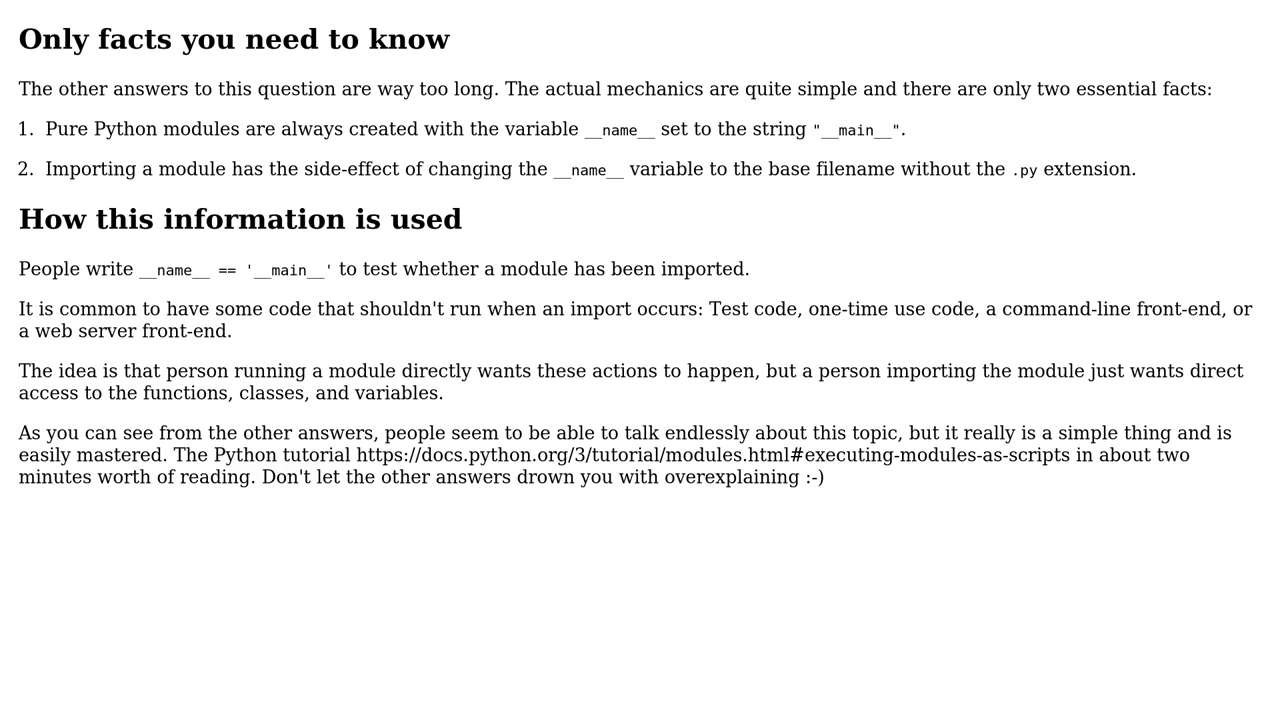 Only facts you need to know
The other answers to this question are way too long. The actual mechanics are quite simple and there are only two essential facts:
1. Pure Python modules are always created with the variable __name__ set to the string "__main__".
2. Importing a module has the side-effect of changing the __name__ variable to the base filename without the .py extension.
How this information is used
People write __name__ == '__main__' to test whether a module has been imported.
It is common to have some code that shouldn't run when an import occurs: Test code, one-time use code, a command-line front-end, or
a web server front-end.
The idea is that person running a module directly wants these actions to happen, but a person importing the module just wants direct
access to the functions, classes, and variables.
As you can see from the other answers, people seem to be able to talk endlessly about this topic, but it really is a simple thing and is
easily mastered. The Python tutorial https://docs.python.org/3/tutorial/modules.html#executing-modules-as-scripts in about two
minutes worth of reading. Don't let the other answers drown you with overexplaining :-)